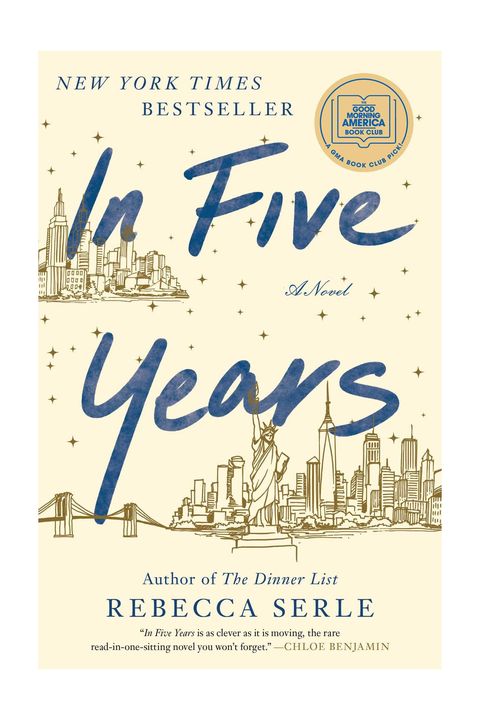 NEW YORK TIMES
BESTSELLER
THE
GOOD
MORNING
AMERICA
BOOK CLUB
A GMA BOOK CLUB PICK!
In Five
A Novel
Years
Author of The Dinner List
REBECCA SERLE
“In Five Years is as clever as it is moving, the rare
read-in-one-sitting novel you won’t forget.” —CHLOE BENJAMIN